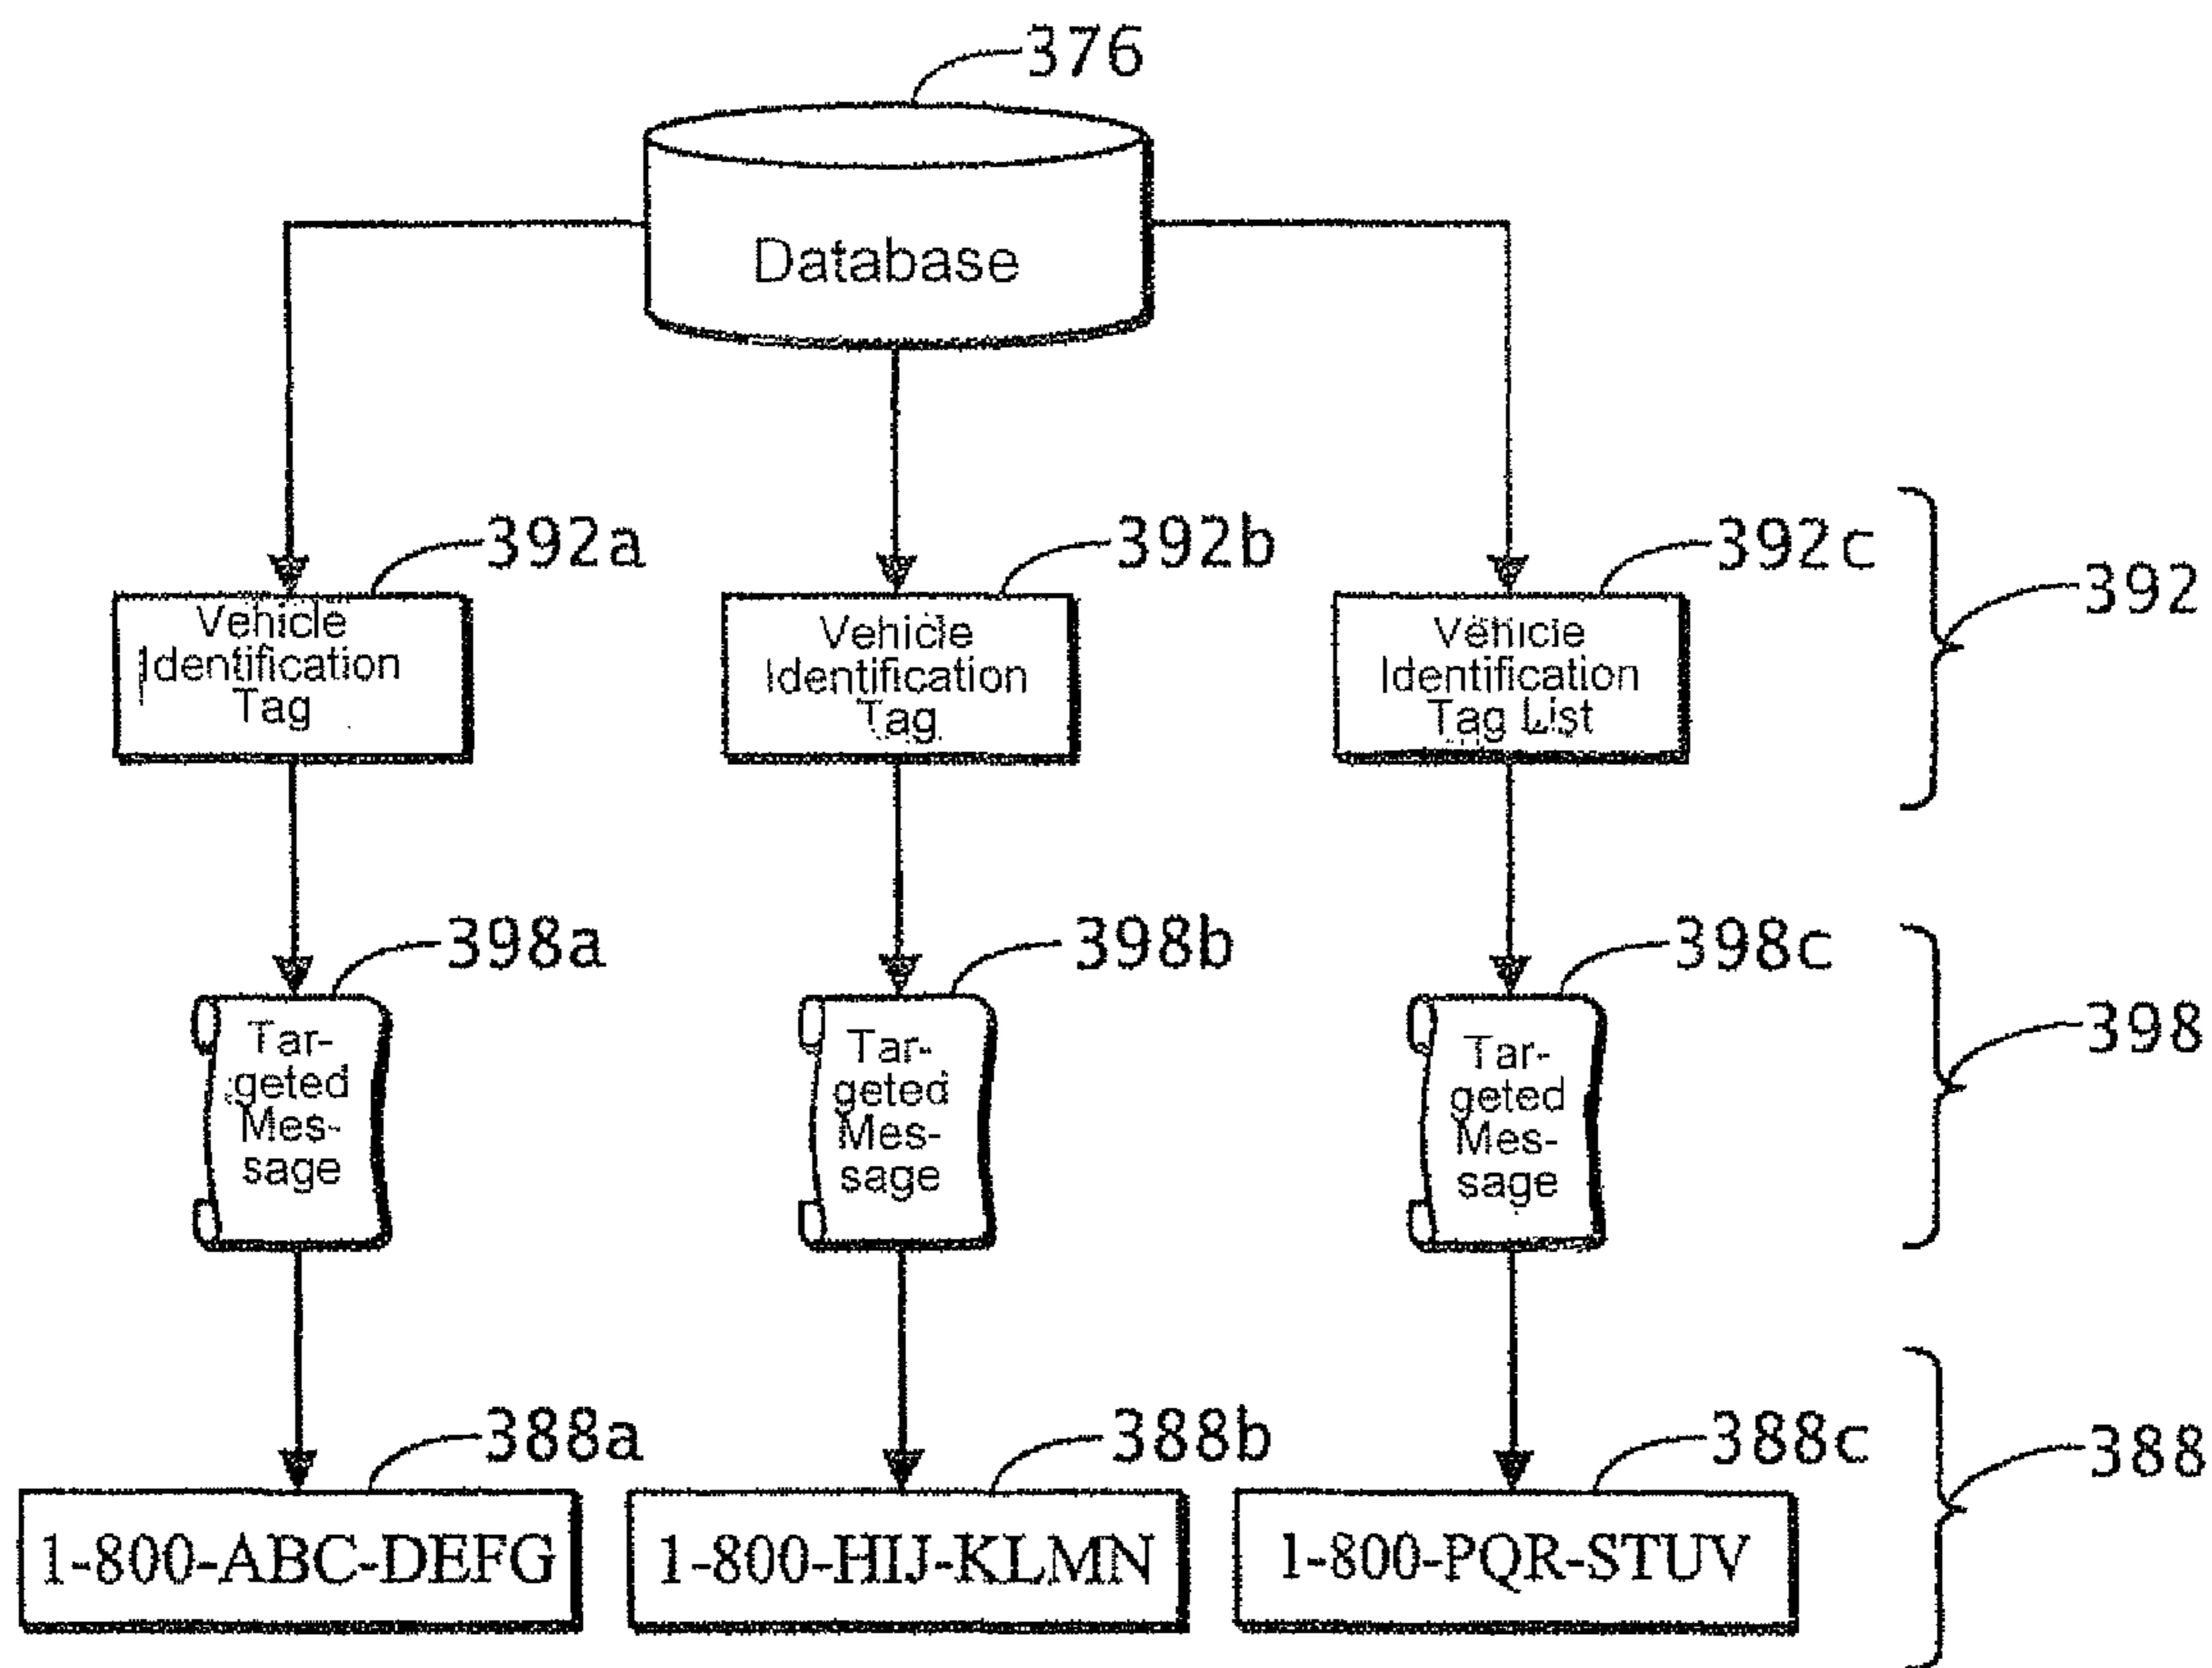 376
Database
392a
392b
392c
392
Vehicle
Identification
Tag
Vehicle
Identification
Tag
Vehicle
Identification
Tag List
398a
398b
398c
398
Tar-
geted
Mes-
sage
Tar-
geted
Mes-
sage
Tar-
geted
Mes-
sage
388a
388b
388c
388
1-800-ABC-DEFG
1-800-HIJ-KLMN
1-800-PQR-STUV